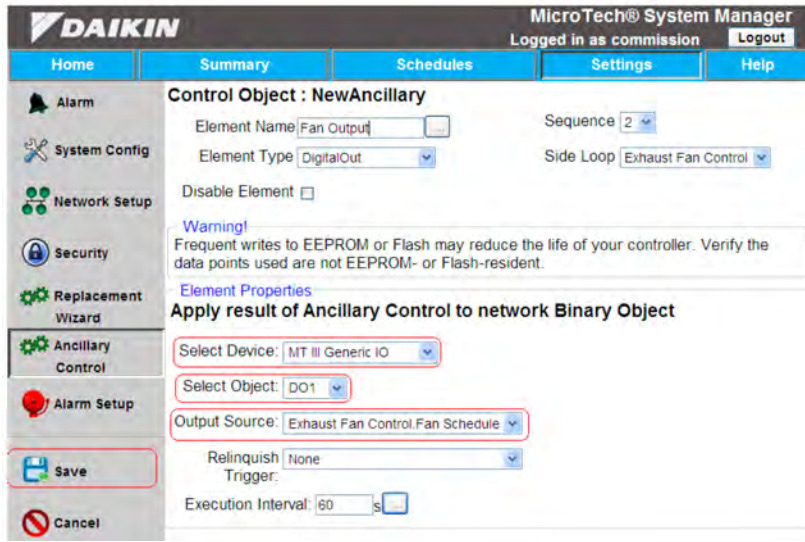 DAIKIN
MicroTech® System Manager
Logged in as commission Logout
Home Summary Schedules Settings Help
Alarm
System Config
Network Setup
Security
Replacement
Wizard
Ancillary
Control
Alarm Setup
Save
Cancel
Control Object : NewAncillary
Element Name Fan Output ... Sequence 2
Element Type DigitalOut Side Loop Exhaust Fan Control
Disable Element
Warning!
Frequent writes to EEPROM or Flash may reduce the life of your controller. Verify the
data points used are not EEPROM- or Flash-resident.
Element Properties
Apply result of Ancillary Control to network Binary Object
Select Device: MT III Generic IO
Select Object: DO1
Output Source: Exhaust Fan Control.Fan Schedule
Relinquish None
Trigger:
Execution Interval: 60 s ...